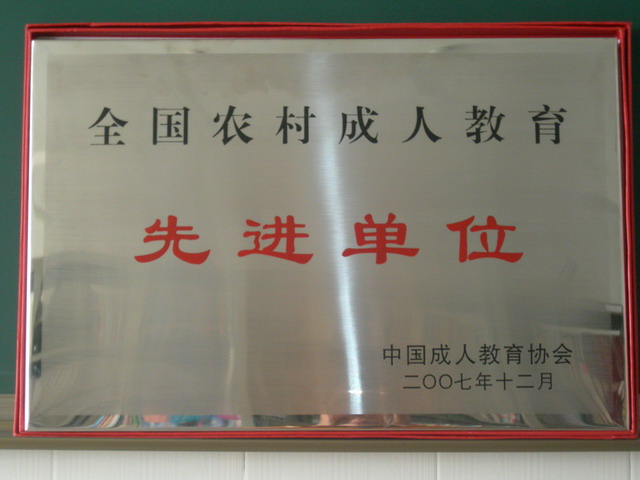 全国农村成人教育
先进单位
中国成人教育协会
二〇〇七年十二月